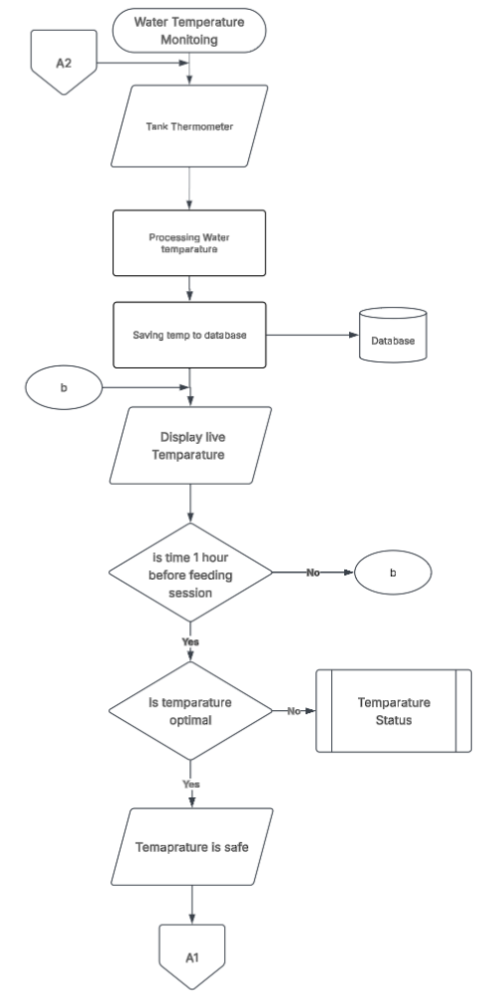 Water Temperature
Monitoing
A2
Tank Thermometer
Processing Water
temparature
Saving temp to database
Database
b
Display live
Temparature
is time 1 hour
before feeding
session
No
b
Yes
Is temparature
optimal
No
Temparature
Status
Yes
Temaprature is safe
A1